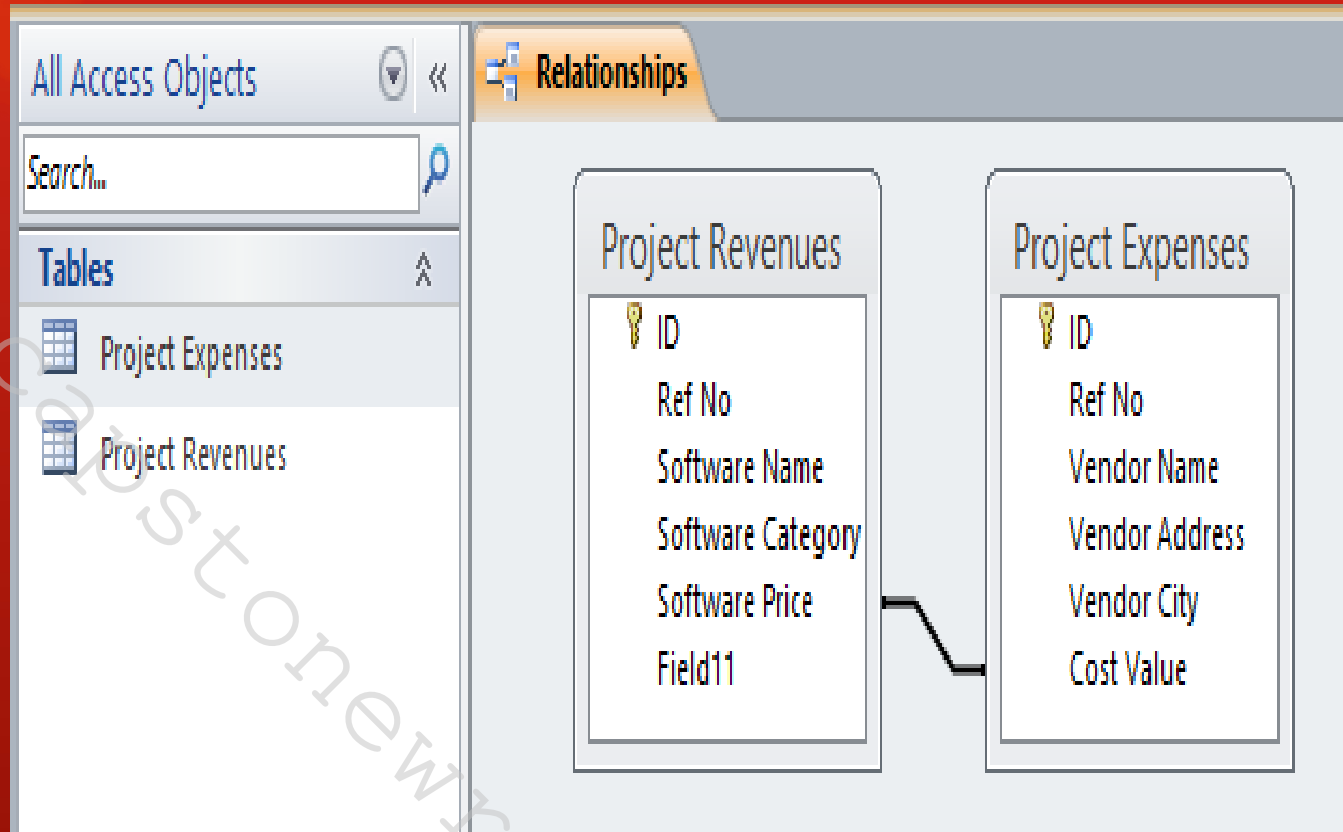 All Access Objects
Search...
Tables
Project Expenses
Project Revenues
Relationships
Project Revenues
ID
Ref No
Software Name
Software Category
Software Price
Field11
Project Expenses
ID
Ref No
Vendor Name
Vendor Address
Vendor City
Cost Value
capstonewr